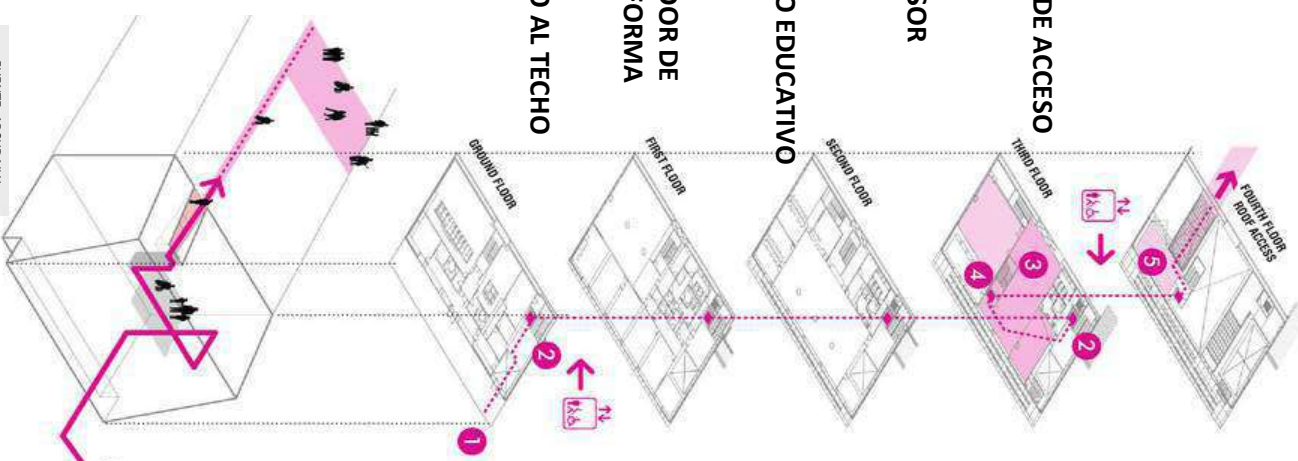 DE ACCESO
SOR
O EDUCATIVO
DOR DE
FORMA
O AL TECHO
FOURTH FLOOR
ROOF ACCESS
5
THIRD FLOOR
2
3
4
SECOND FLOOR
FIRST FLOOR
GROUND FLOOR
2
1